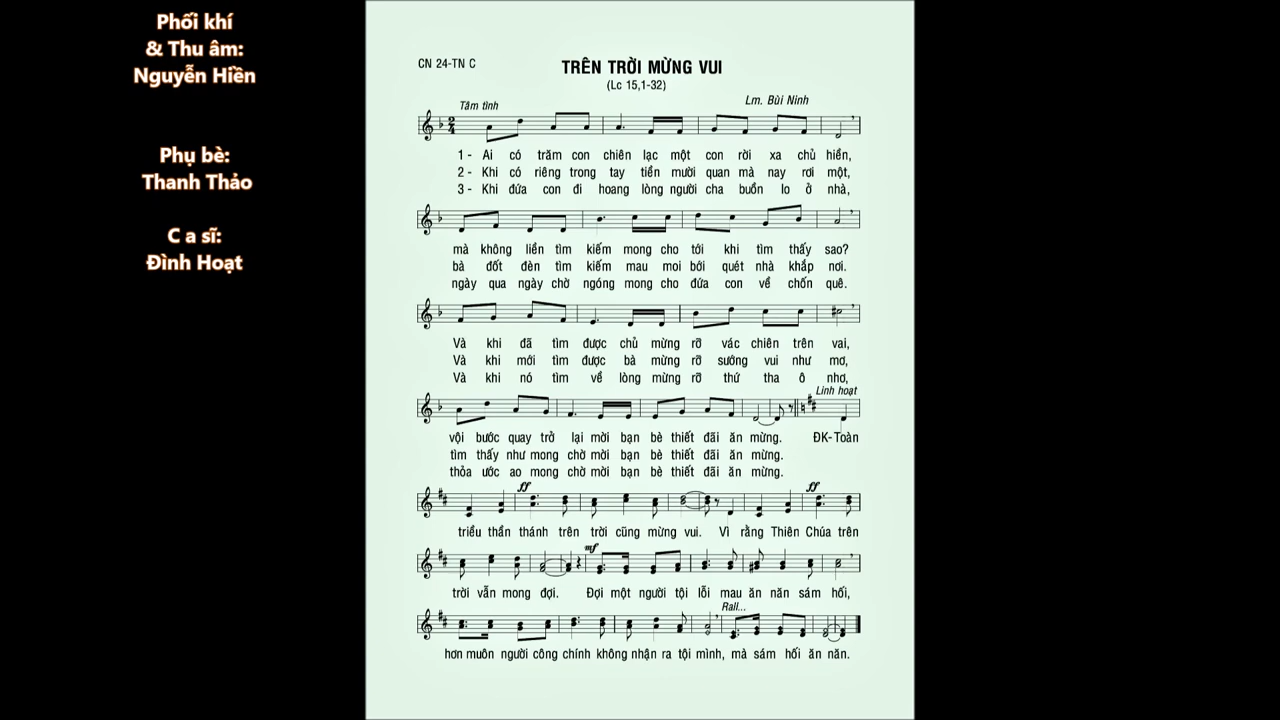 Phối khí
& Thu âm:
Nguyễn Hiền
Phụ bè:
Thanh Thảo
C a sĩ:
Đình Hoạt
CN 24-TN C
TRÊN TRỜI MỪNG VUI
(Lc 15,1-32)
Tâm tình
Lm. Bùi Ninh
1 - Ai có trăm con chiên lạc một con rời xa chủ hiền,
2 - Khi có riêng trong tay tiền mười quan mà nay rơi một,
3 - Khi đứa con đi hoang lòng người cha buồn lo ở nhà,
mà không liền tìm kiếm mong cho tới khi tìm thấy sao?
bà đốt đèn tìm kiếm mau moi bới quét nhà khắp nơi.
ngày qua ngày chờ ngóng mong cho đứa con về chốn quê.
Và khi đã tìm được chủ mừng rỡ vác chiên trên vai,
Và khi mới tìm được bà mừng rỡ sướng vui như mơ,
Và khi nó tìm về lòng mừng rỡ thứ tha ô nhơ,
Linh hoạt
vội bước quay trở lại mời bạn bè thiết đãi ăn mừng. ĐK-Toàn
tìm thấy như mong chờ mời bạn bè thiết đãi ăn mừng.
thỏa ước ao mong chờ mời bạn bè thiết đãi ăn mừng.
ff ff
triều thần thánh trên trời cũng mừng vui. Vì rằng Thiên Chúa trên
mf
trời vẫn mong đợi. Đợi một người tội lỗi mau ăn năn sám hối,
Rall...
hơn muôn người công chính không nhận ra tội mình, mà sám hối ăn năn.